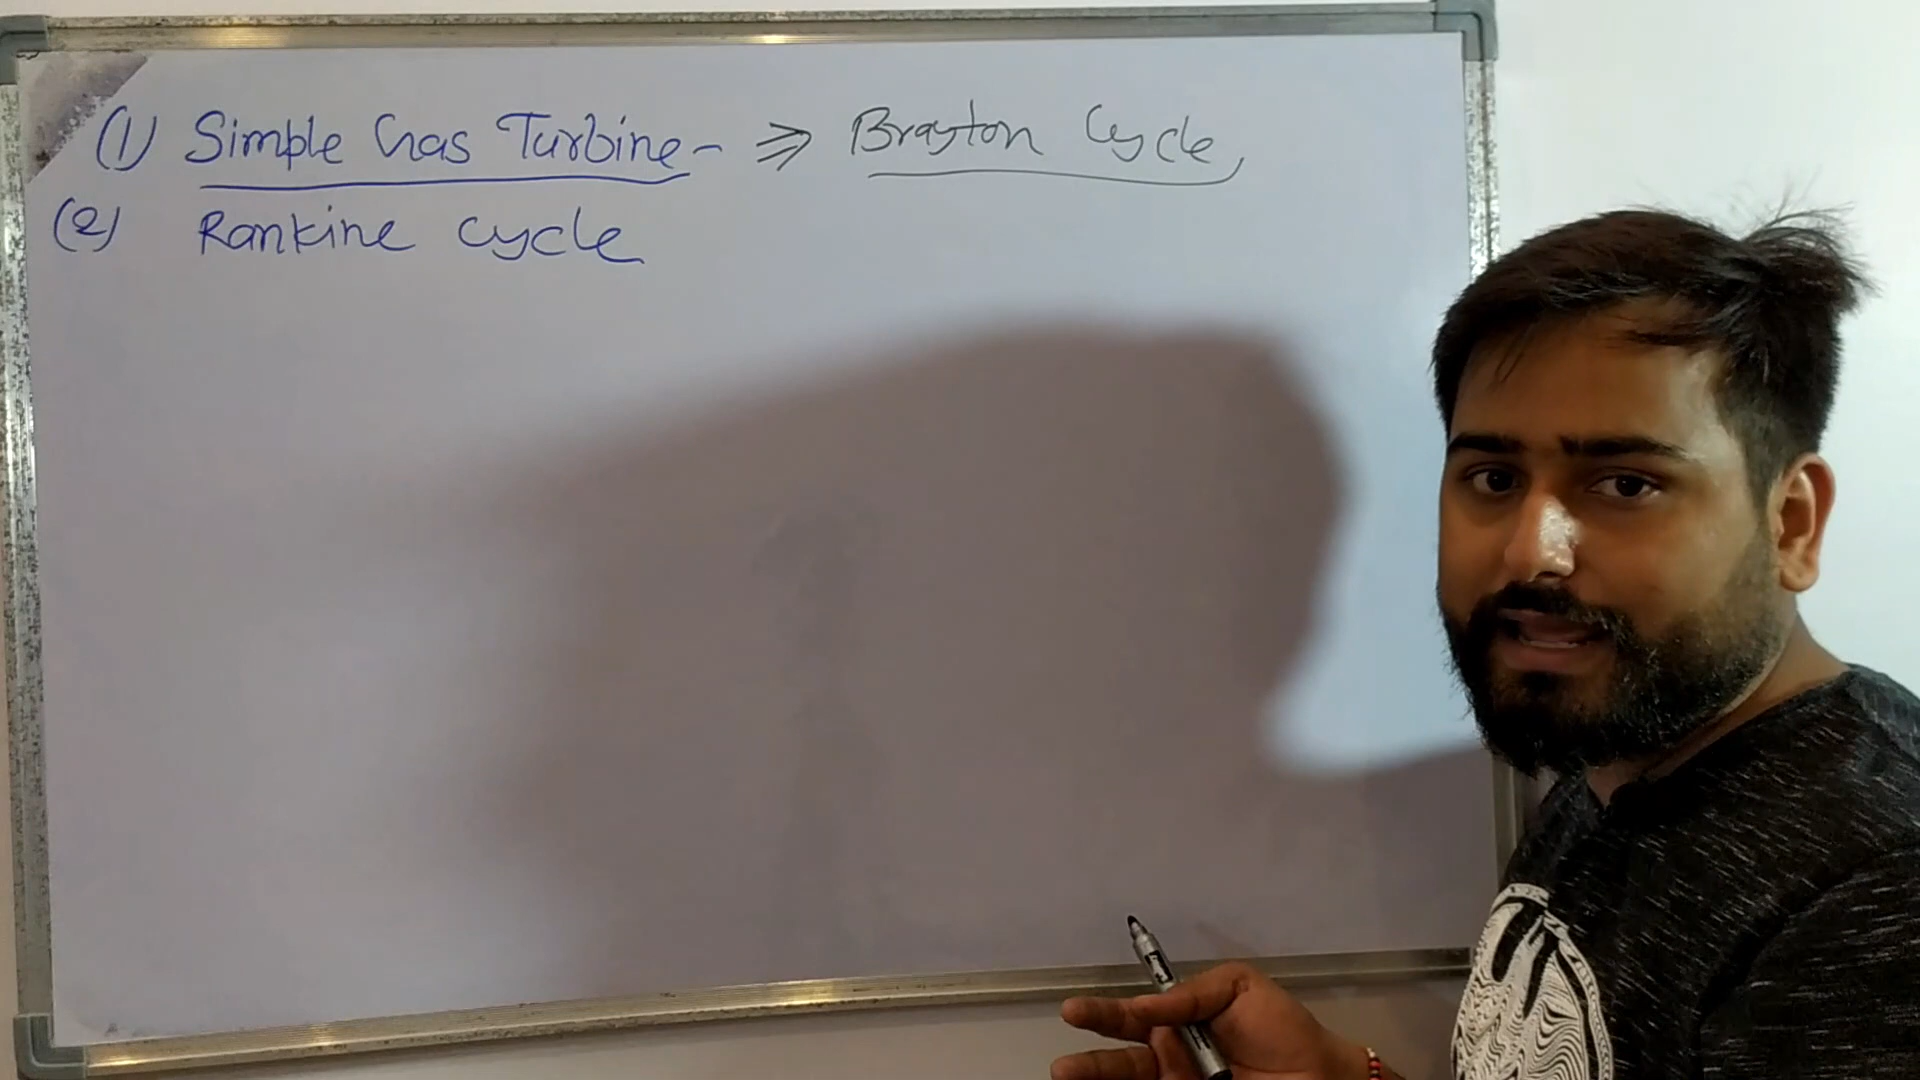 (1) Simple Gas Turbine - ⇒ Brayton Cycle,
(2) Rankine cycle